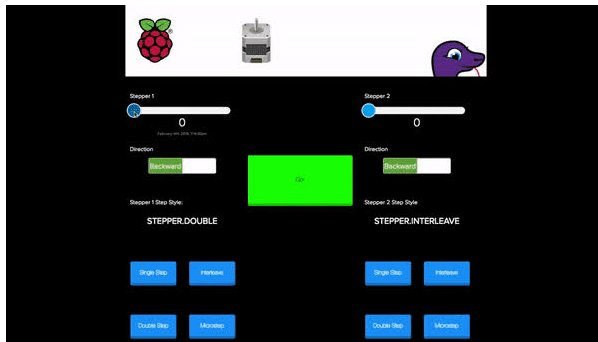 Stepper 1
Stepper 2
0
0
Direction
Direction
Backward
Backward
Go!
Stepper 1 Step Style:
Stepper 2 Step Style
STEPPER.DOUBLE
STEPPER.INTERLEAVE
Single Step
Interleave
Single Step
Interleave
Double Step
Microstep
Double Step
Microstep